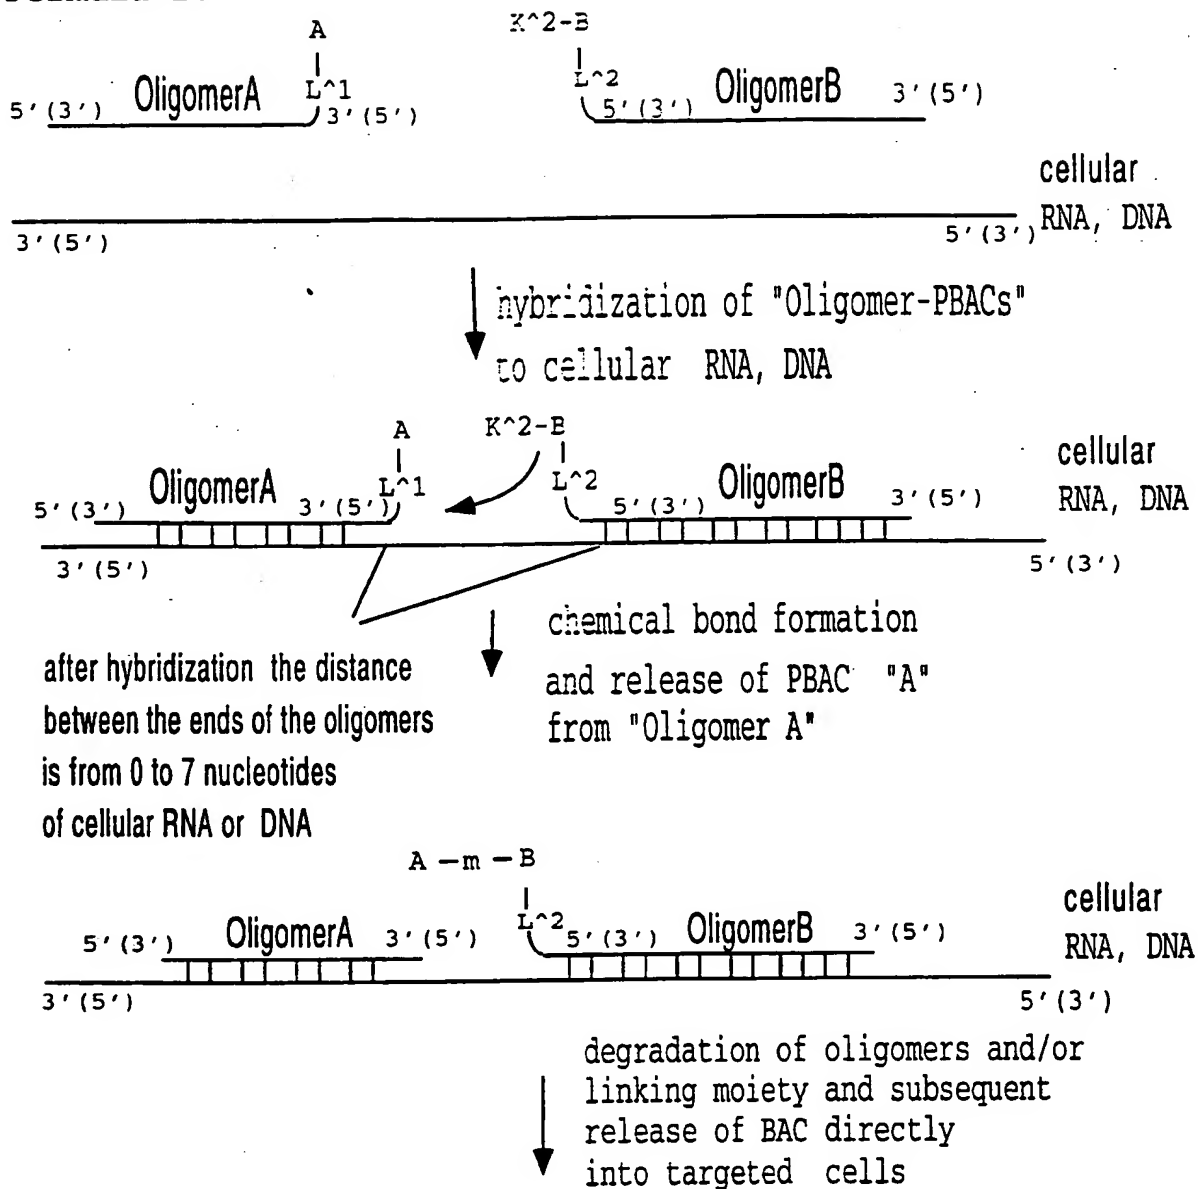 A K^2-B
L^1 L^2
5'(3') OligomerA 3'(5') 5'(3') OligomerB 3'(5')
cellular
RNA, DNA
3'(5') 5'(3')
hybridization of "Oligomer-PBACs"
to cellular RNA, DNA
A K^2-B
L^1 L^2
5'(3') OligomerA 3'(5') 5'(3') OligomerB 3'(5')
cellular
RNA, DNA
3'(5') 5'(3')
after hybridization the distance
between the ends of the oligomers
is from 0 to 7 nucleotides
of cellular RNA or DNA
chemical bond formation
and release of PBAC "A"
from "Oligomer A"
A -m -B
L^2
5'(3') OligomerA 3'(5') 5'(3') OligomerB 3'(5')
cellular
RNA, DNA
3'(5') 5'(3')
degradation of oligomers and/or
linking moiety and subsequent
release of BAC directly
into targeted cells